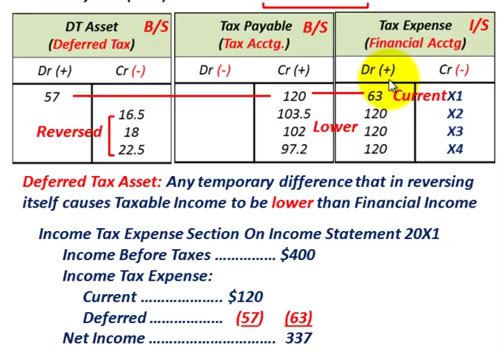 DT Asset B/S Tax Payable B/S Tax Expense I/S
(Deferred Tax) (Tax Acctg.) (Financial Acctg)
Dr (+) Cr (-) Dr (-) Cr (+) Dr (+) Cr (-)
57 120 63 Current X1
16.5 103.5 120 X2
Reversed 18 102 Lower 120 X3
22.5 97.2 120 X4
Deferred Tax Asset: Any temporary difference that in reversing
itself causes Taxable Income to be lower than Financial Income
Income Tax Expense Section On Income Statement 20X1
Income Before Taxes …………… $400
Income Tax Expense:
Current ……………….. $120
Deferred ……………… (57) (63)
Net Income …………………………. 337